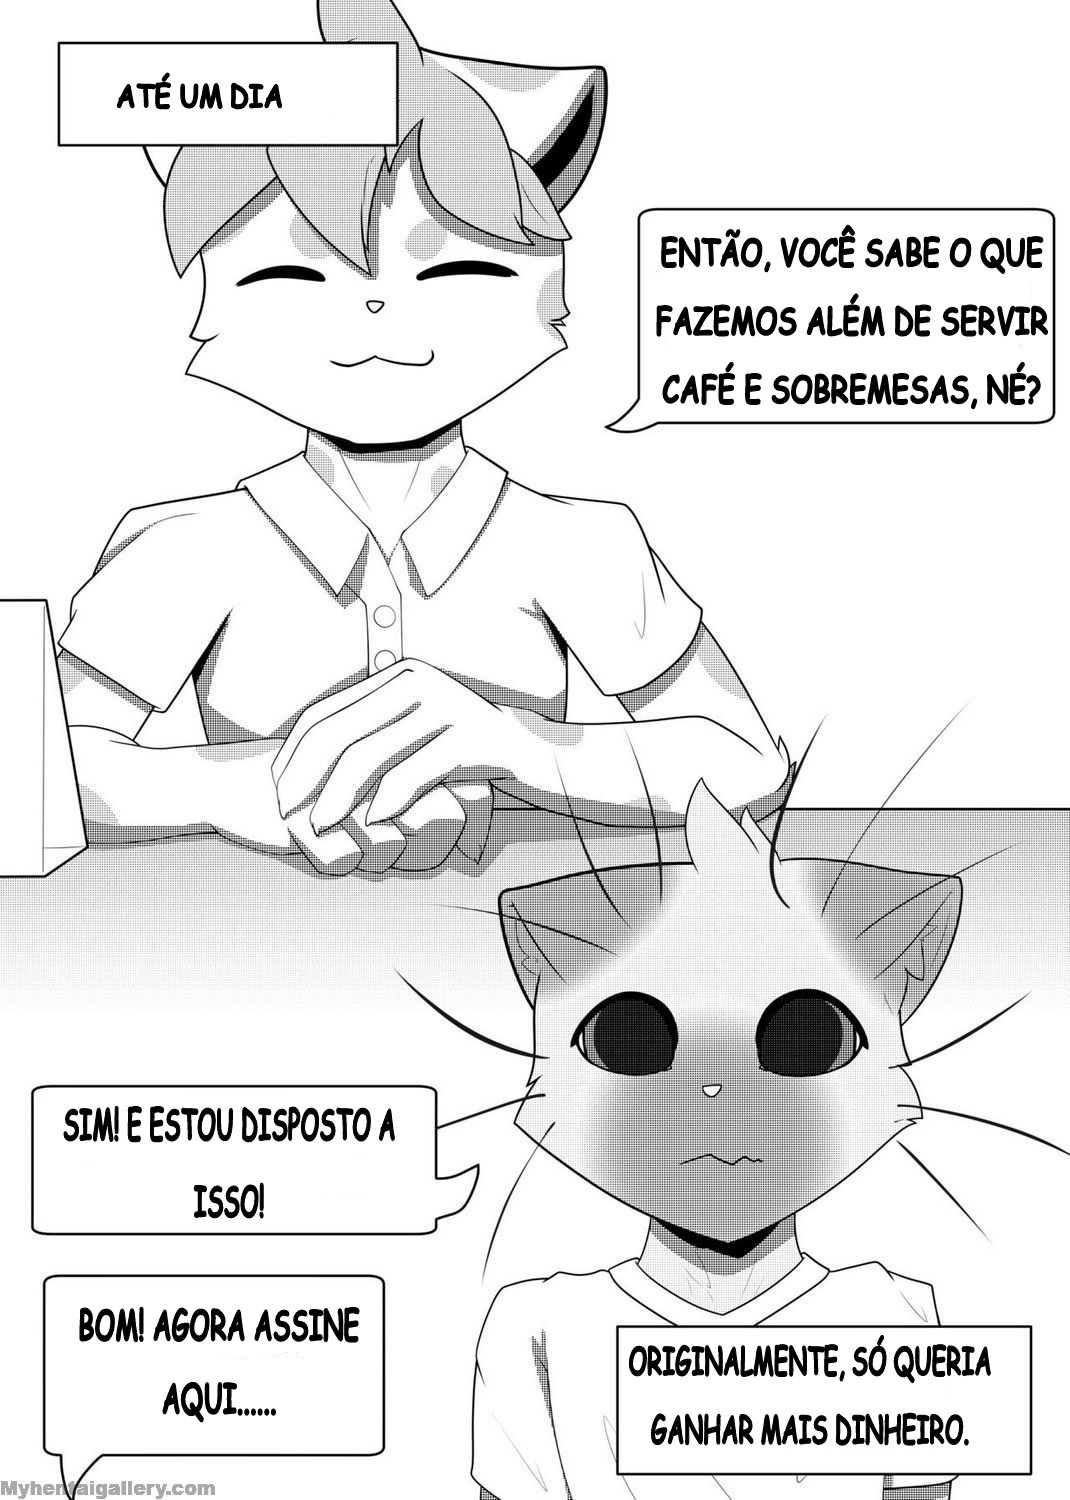 ATÉ UM DIA
ENTÃO, VOCÊ SABE O QUE
FAZEMOS ALÉM DE SERVIR
CAFÉ E SOBREMESAS, NÉ?
SIM! E ESTOU DISPOSTO A
ISSO!
BOM! AGORA ASSINE
AQUI......
ORIGINALMENTE, SÓ QUERIA
GANHAR MAIS DINHEIRO.
Myhentaigallery.com